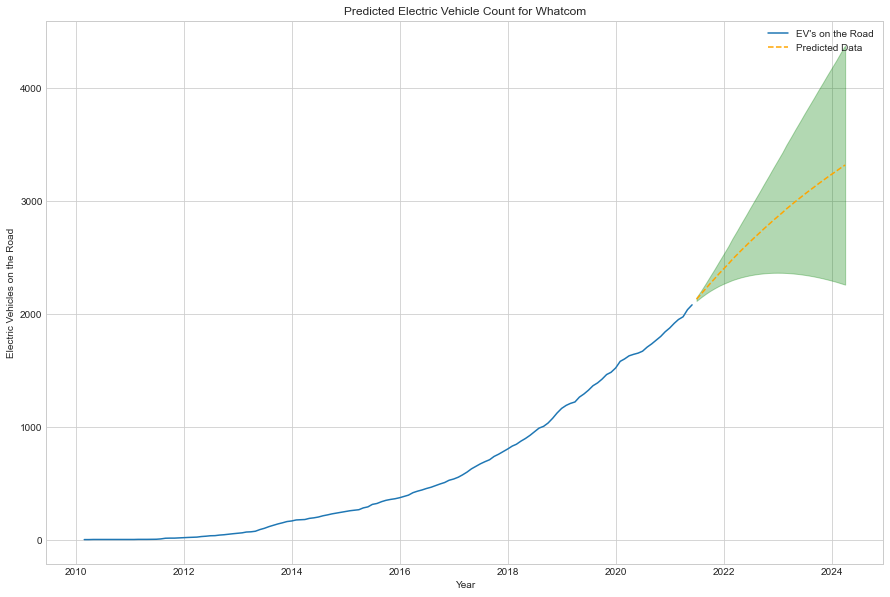 Predicted Electric Vehicle Count for Whatcom
EV's on the Road
Predicted Data
4000
3000
2000
1000
0
Electric Vehicles on the Road
2010 2012 2014 2016 2018 2020 2022 2024
Year